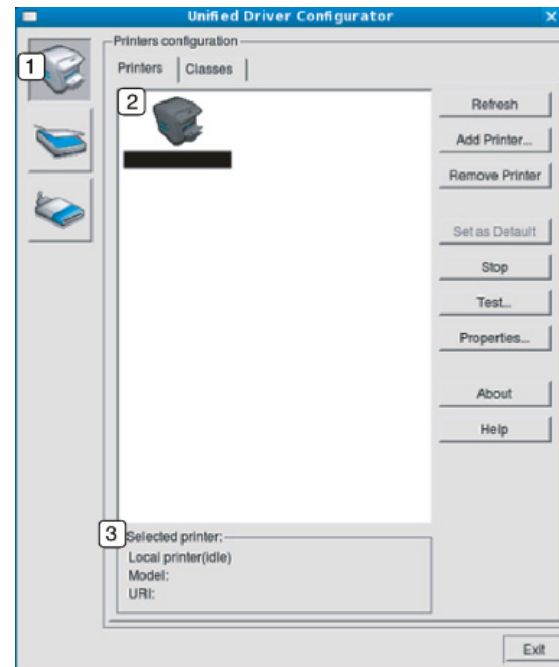 Unified Driver Configurator
1
Printers configuration
Printers
Classes
2
Refresh
Add Printer...
Remove Printer
Set as Default
Stop
Test...
Properties...
About
Help
3
Selected printer:
Local printer(idle)
Model:
URI:
Exit